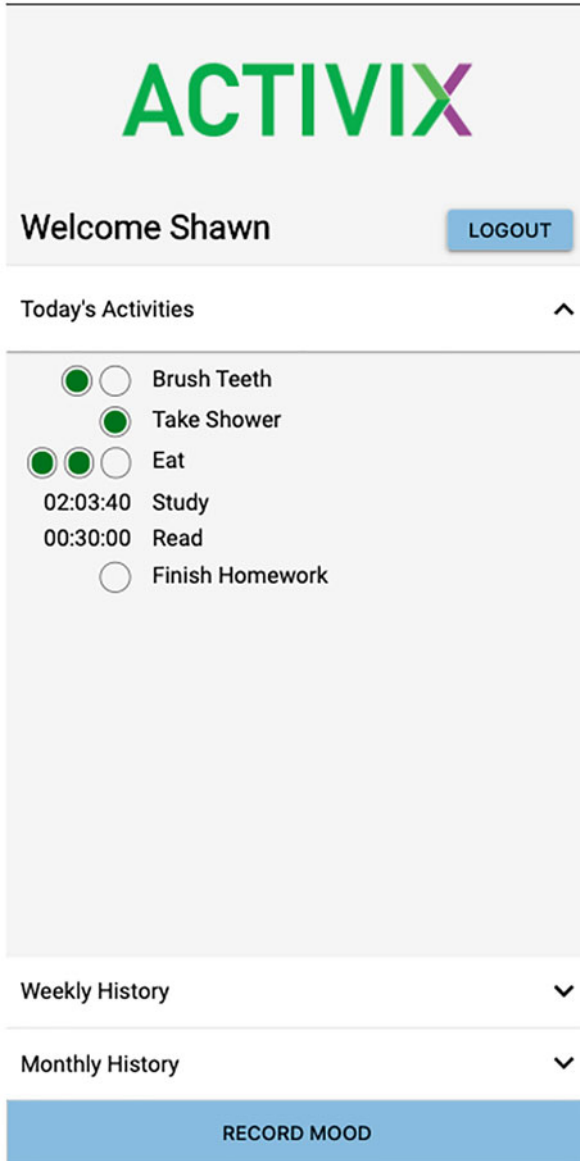 ACTIVIX
Welcome Shawn
LOGOUT
Today's Activities
Brush Teeth
Take Shower
Eat
02:03:40 Study
00:30:00 Read
Finish Homework
Weekly History
Monthly History
RECORD MOOD